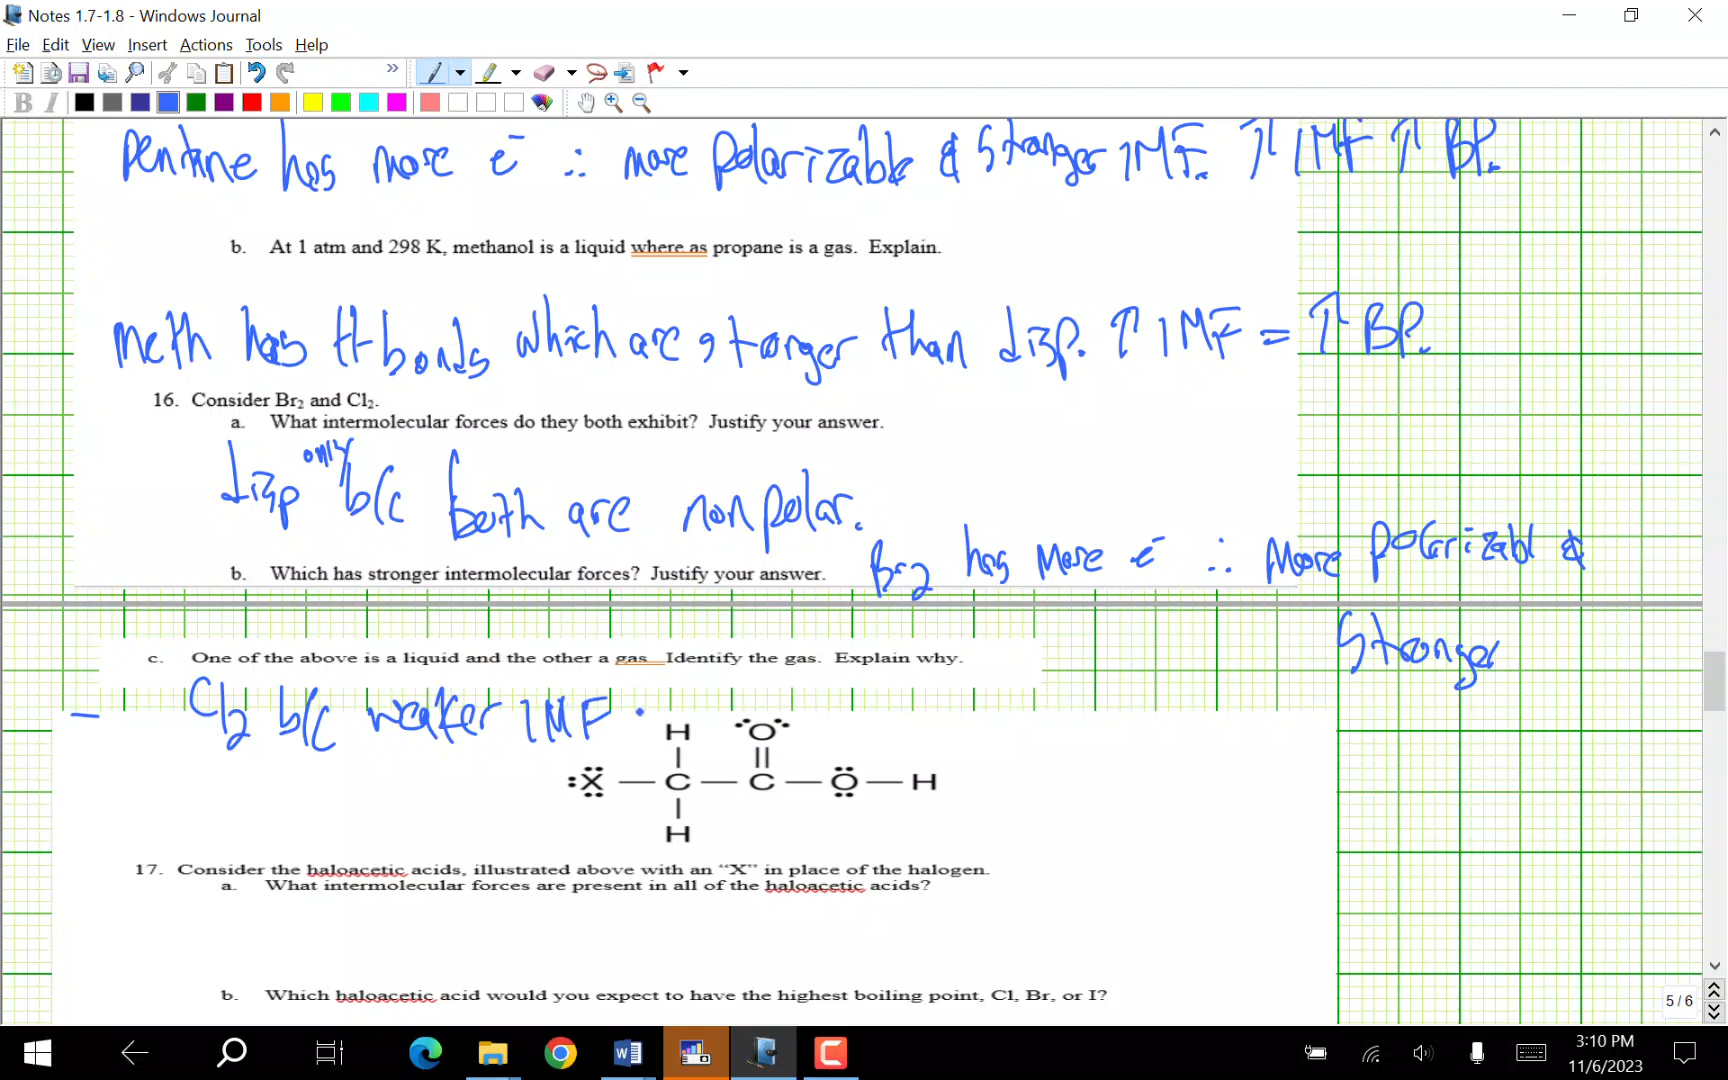 Notes 1.7-1.8 - Windows Journal
File Edit View Insert Actions Tools Help
B I
Pentane has more e⁻ ∴ more polarizable & stronger IMF. ↑ IMF ↑ BP.
b. At 1 atm and 298 K, methanol is a liquid where as propane is a gas. Explain.
Meth has H-bonds which are stronger than disp. ↑ IMF = ↑ BP.
16. Consider Br₂ and Cl₂.
a. What intermolecular forces do they both exhibit? Justify your answer.
disp only b/c both are nonpolar.
b. Which has stronger intermolecular forces? Justify your answer.
Br2 has more e⁻ ∴ more polarizabl &
stronger
c. One of the above is a liquid and the other a gas Identify the gas. Explain why.
- Cl2 b/c weaker IMF.
H O
X C C O H
H
17. Consider the haloacetic acids, illustrated above with an “X” in place of the halogen.
a. What intermolecular forces are present in all of the haloacetic acids?
b. Which haloacetic acid would you expect to have the highest boiling point, Cl, Br, or I?
5 / 6
3:10 PM
11/6/2023